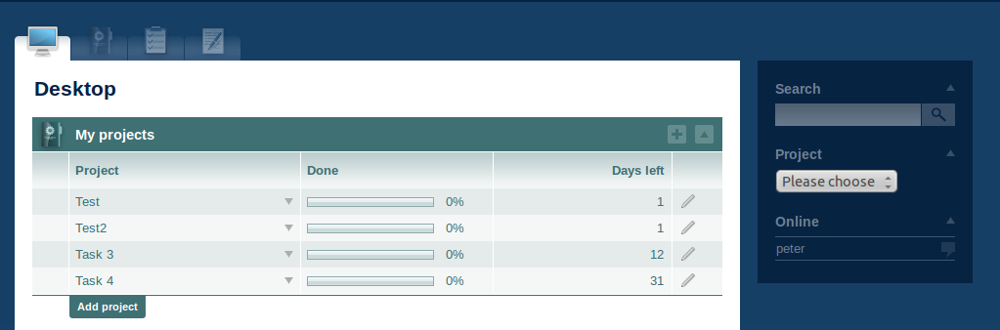 Desktop
My projects
Project Done Days left
Test 0% 1
Test2 0% 1
Task 3 0% 12
Task 4 0% 31
Add project
Search
Project
Please choose
Online
peter